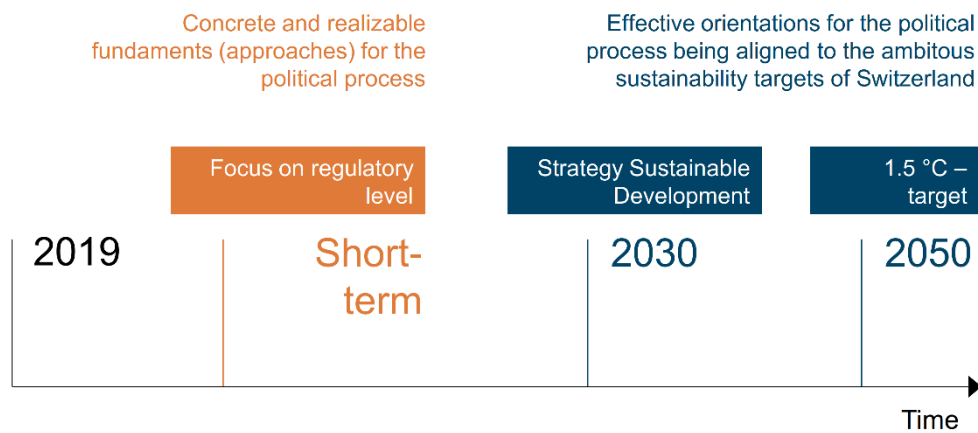 Concrete and realizable
fundaments (approaches) for the
political process
Effective orientations for the political
process being aligned to the ambitous
sustainability targets of Switzerland
Focus on regulatory
level
Strategy Sustainable
Development
1.5 °C –
target
2019
Short-
term
2030
2050
Time